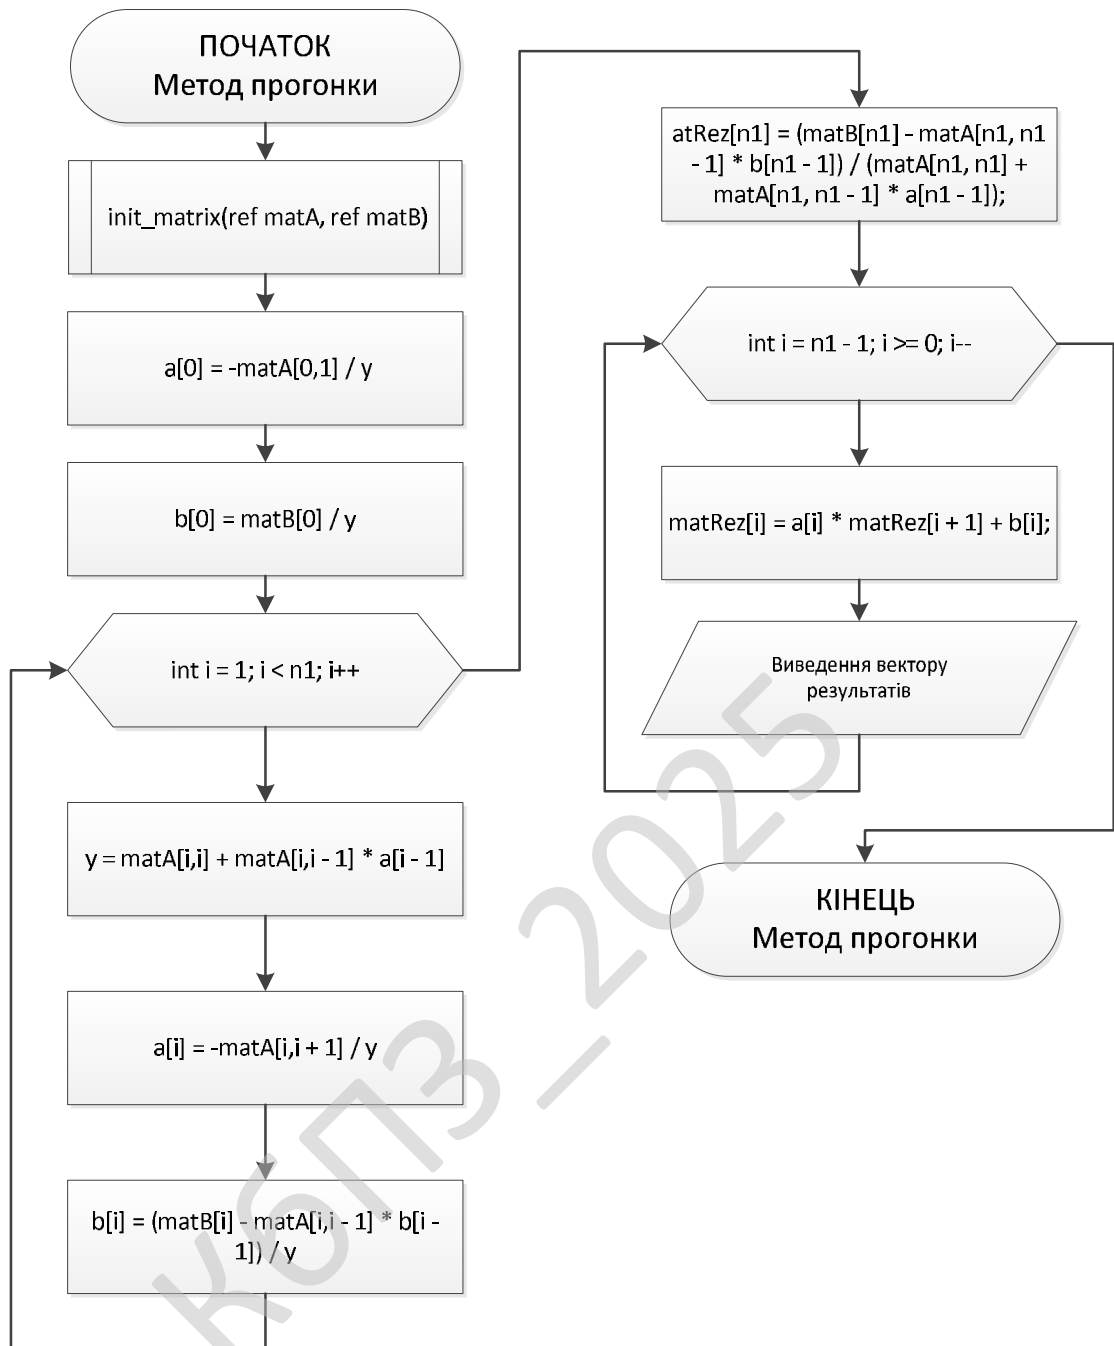 ПОЧАТОК
Метод прогонки
init_matrix(ref matA, ref matB)
a[0] = -matA[0,1] / y
b[0] = matB[0] / y
int i = 1; i < n1; i++
y = matA[i,i] + matA[i,i - 1] * a[i - 1]
a[i] = -matA[i,i + 1] / y
b[i] = (matB[i] - matA[i,i - 1] * b[i -
1]) / y
atRez[n1] = (matB[n1] - matA[n1, n1
- 1] * b[n1 - 1]) / (matA[n1, n1] +
matA[n1, n1 - 1] * a[n1 - 1]);
int i = n1 - 1; i >= 0; i--
matRez[i] = a[i] * matRez[i + 1] + b[i];
Виведення вектору
результатів
КІНЕЦЬ
Метод прогонки
КбПЗ_2025